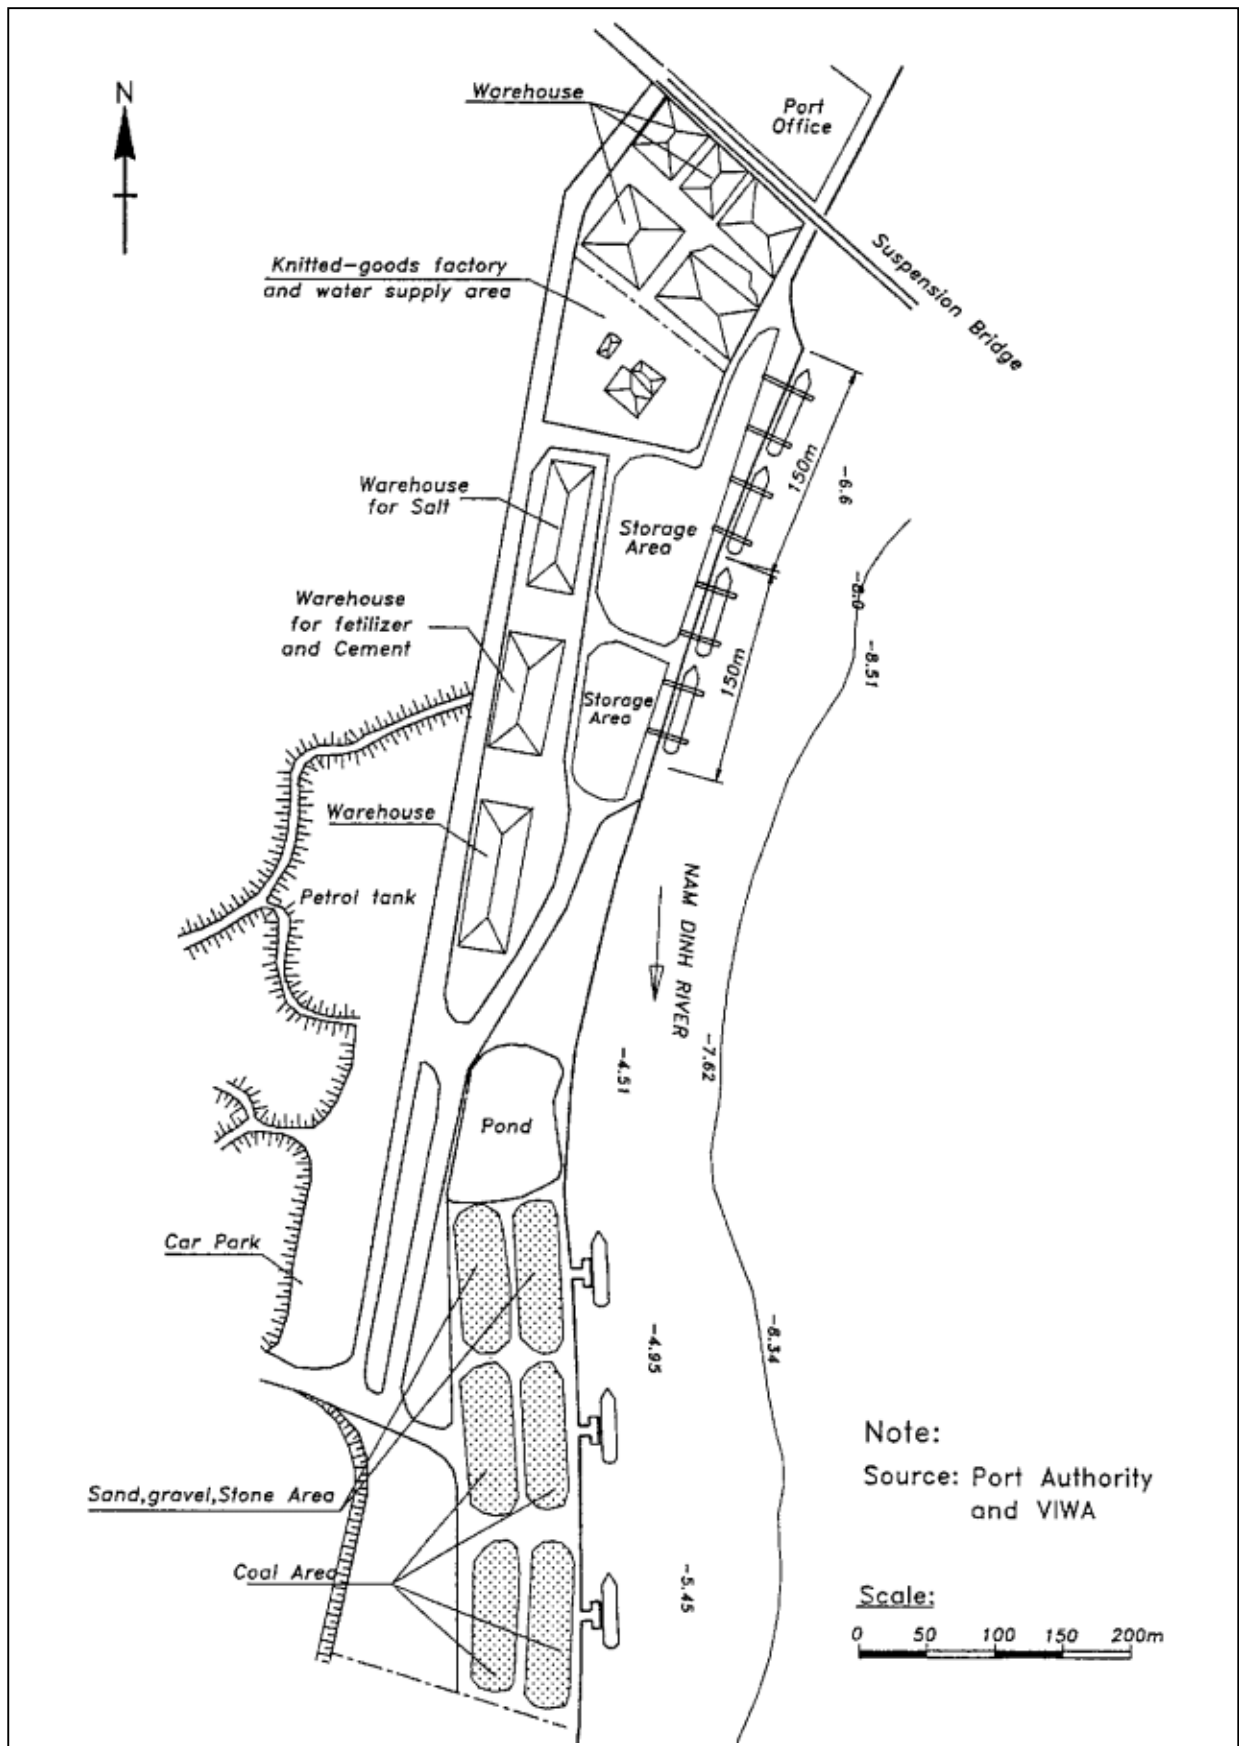 N
Warehouse
Port
Office
Suspension Bridge
Knitted-goods factory
and water supply area
150m
-6.6
Warehouse
for Salt
Storage
Area
-8.0
Warehouse
for fetilizer
and Cement
-8.51
150m
Storage
Area
Warehouse
Petrol tank
NAM DINH RIVER
-4.51
-7.62
Pond
Car Park
-4.95
-8.34
Note:
Source: Port Authority
and VIWA
Sand,gravel,Stone Area
Coal Area
-5.45
Scale:
0 50 100 150 200m